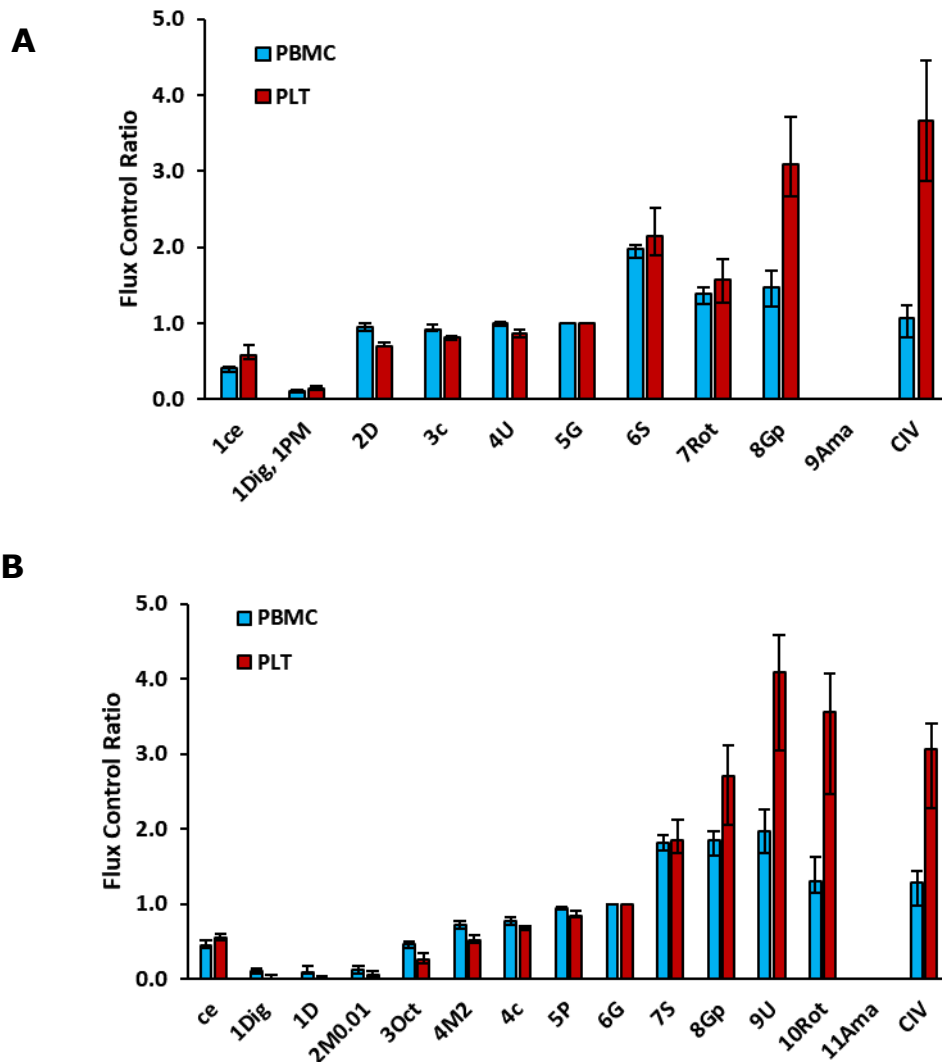 A
Flux Control Ratio
5.0
4.0
3.0
2.0
1.0
0.0
PBMC
PLT
1ce
1Dig, 1PM
2D
3c
4U
5G
6S
7Rot
8Gp
9Ama
CIV
B
Flux Control Ratio
5.0
4.0
3.0
2.0
1.0
0.0
PBMC
PLT
ce
1Dig
1D
2M0.01
3Oct
4M2
4c
5P
6G
7S
8Gp
9U
10Rot
11Ama
CIV